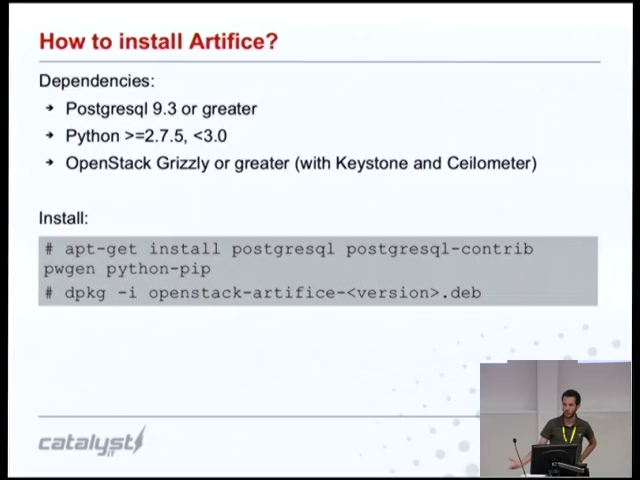 How to install Artifice?
Dependencies:
Postgresql 9.3 or greater
Python >=2.7.5, <3.0
OpenStack Grizzly or greater (with Keystone and Ceilometer)
Install:
# apt-get install postgresql postgresql-contrib
pwgen python-pip
# dpkg -i openstack-artifice-<version>.deb
catalyst
IT